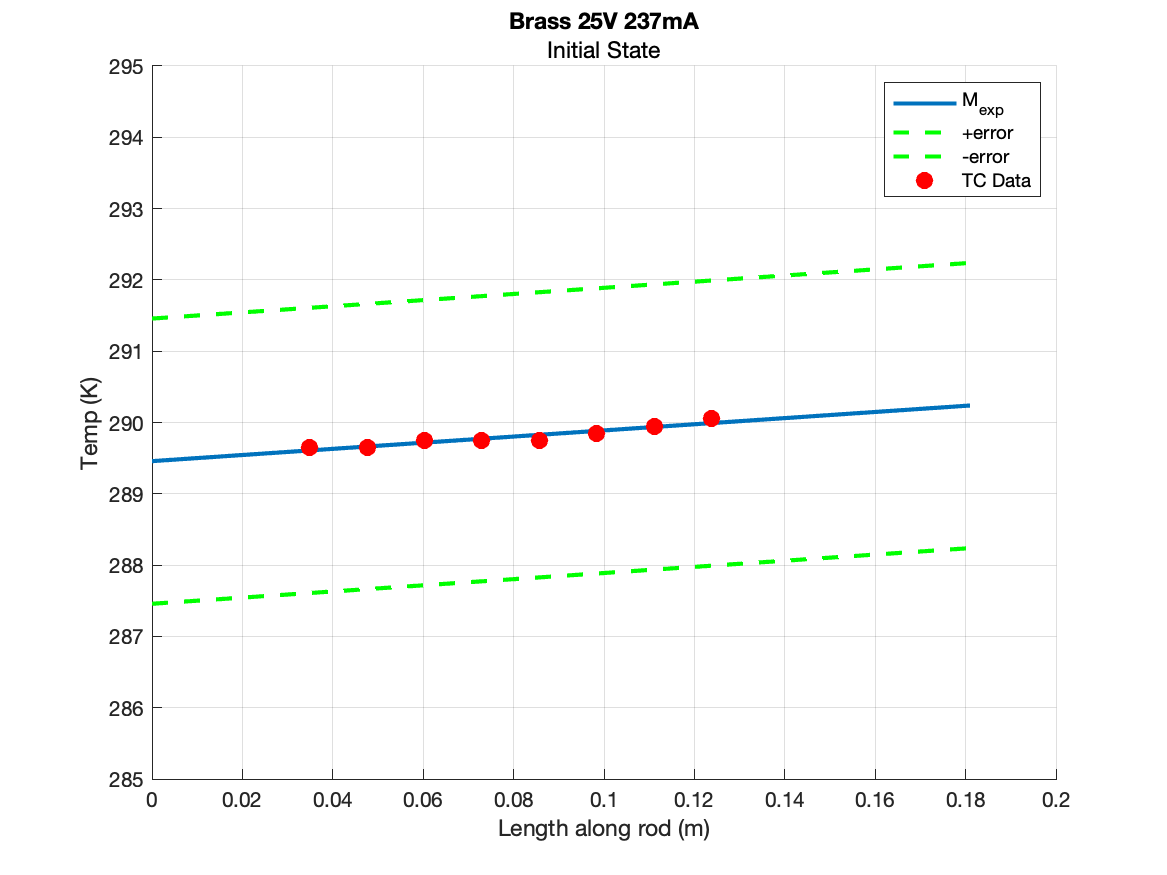 Brass 25V 237mA
Initial State
M_exp
+error
-error
TC Data
Temp (K)
295
294
293
292
291
290
289
288
287
286
285
0 0.02 0.04 0.06 0.08 0.1 0.12 0.14 0.16 0.18 0.2
Length along rod (m)